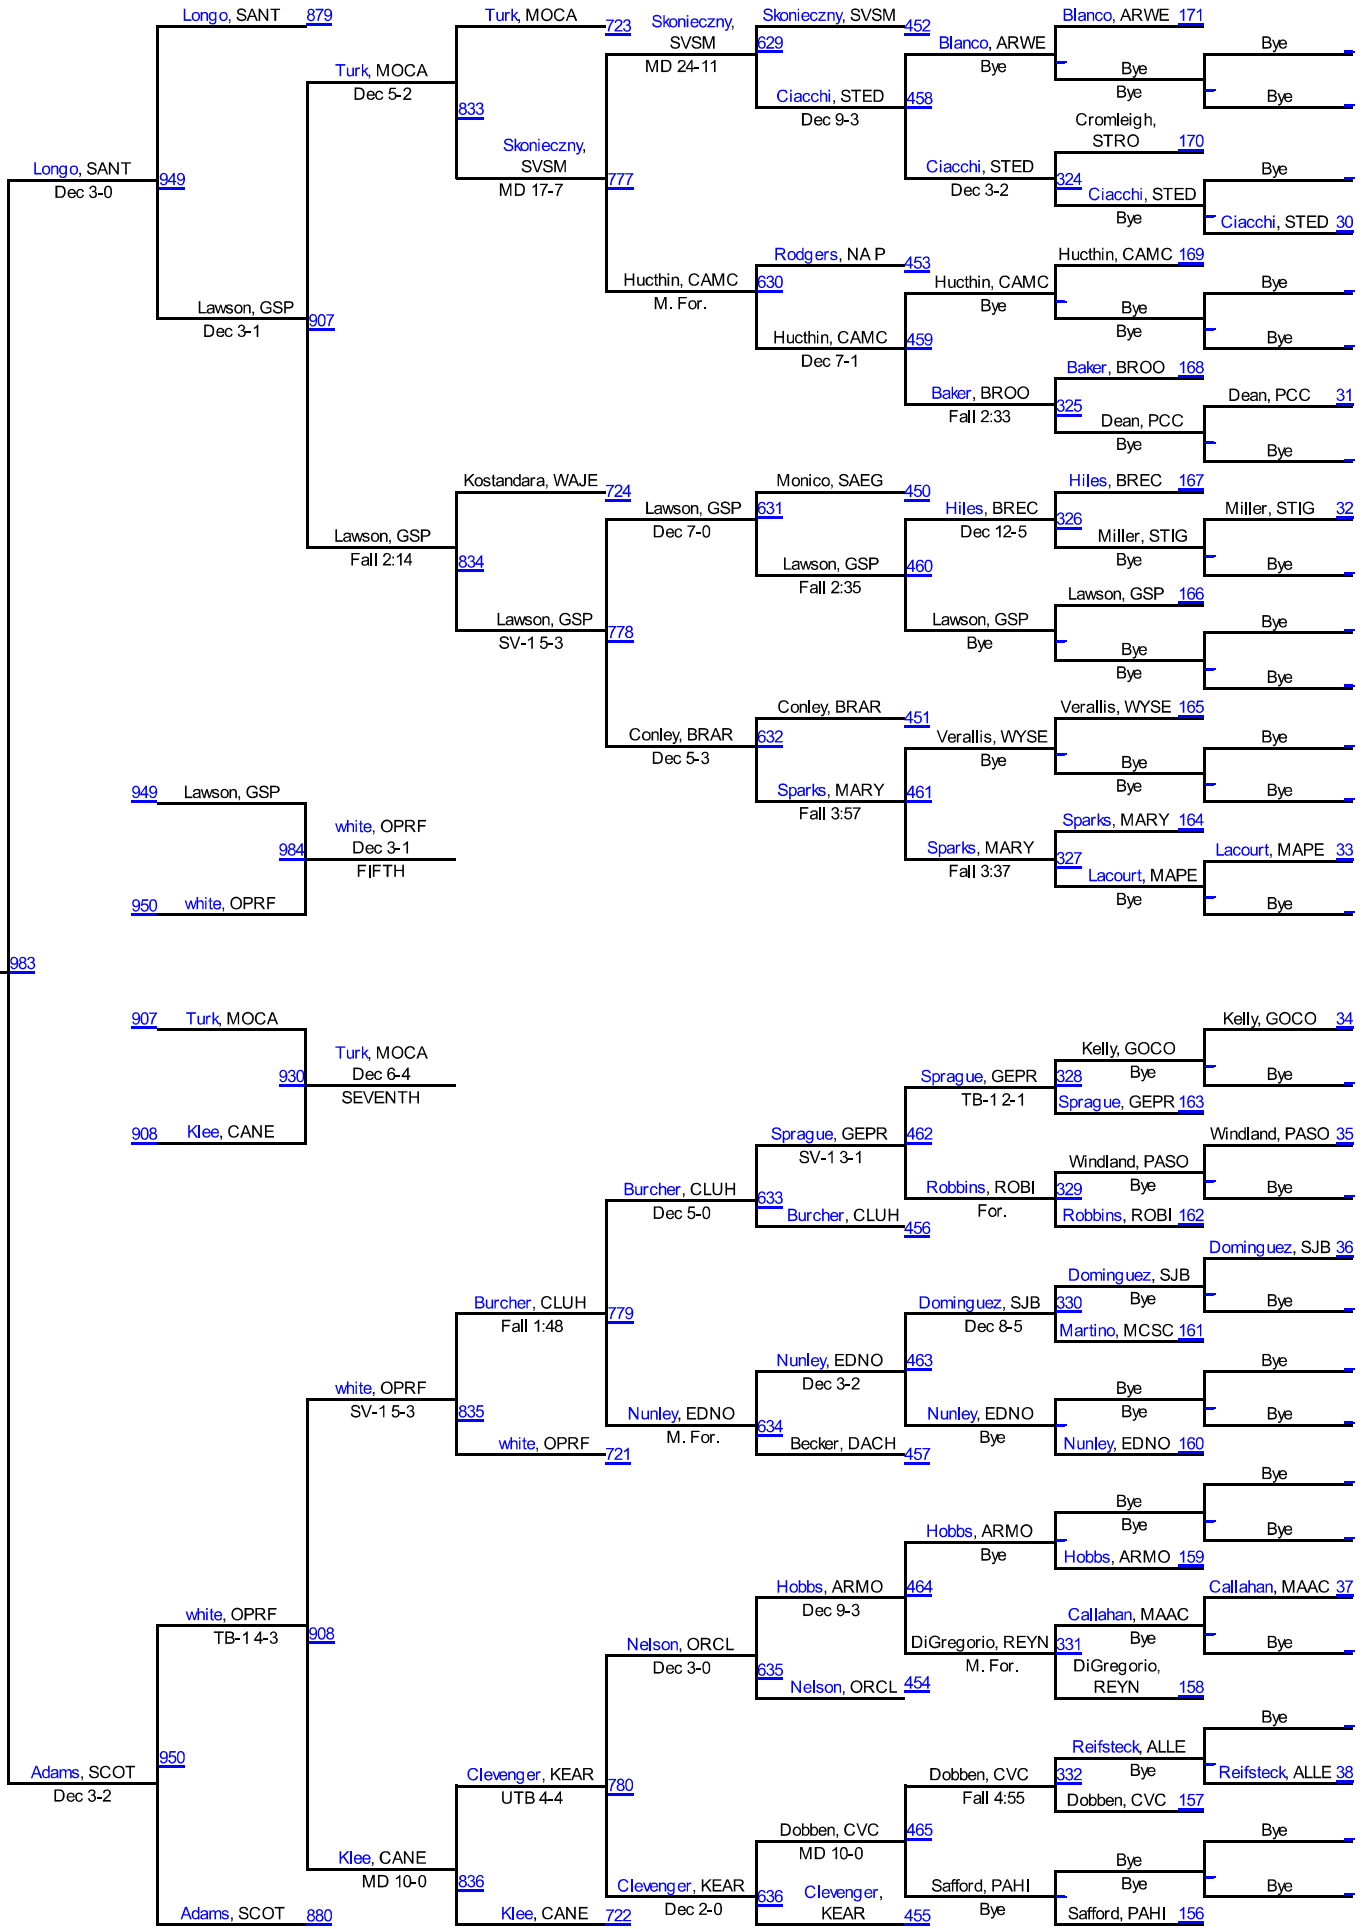 Longo, SANT 879
Turk, MOCA
723
Skonieczny,
SVSM
MD 24-11
Skonieczny, SVSM
452
629
Blanco, ARWE
Bye
Blanco, ARWE 171
Bye
Bye
Bye
Bye
Turk, MOCA
Dec 5-2
833
Ciacchi, STED
Dec 9-3
458
Cromleigh,
STRO 170
Skonieczny,
SVSM
MD 17-7
777
Ciacchi, STED
Dec 3-2
324
Bye
Ciacchi, STED
Bye
Ciacchi, STED 30
Longo, SANT
Dec 3-0
949
Rodgers, NA P
453
Hucthin, CAMC 169
Bye
Hucthin, CAMC
M. For.
630
Hucthin, CAMC
Bye
Bye
Bye
Bye
Lawson, GSP
Dec 3-1
907
Hucthin, CAMC
Dec 7-1
459
Baker, BROO 168
Baker, BROO
Fall 2:33
325
Dean, PCC 31
Dean, PCC
Bye
Bye
Kostandara, WAJE
724
Monico, SAEG
450
Hiles, BREC 167
Lawson, GSP
Dec 7-0
631
Hiles, BREC
Dec 12-5
326
Miller, STIG 32
Miller, STIG
Bye
Bye
Lawson, GSP
Fall 2:14
834
Lawson, GSP
Fall 2:35
460
Lawson, GSP 166
Lawson, GSP
SV-1 5-3
778
Lawson, GSP
Bye
Bye
Bye
Bye
Bye
Conley, BRAR
451
Verallis, WYSE 165
Conley, BRAR
Dec 5-3
632
Verallis, WYSE
Bye
Bye
Bye
Bye
Bye
949 Lawson, GSP
Sparks, MARY
Fall 3:57
461
Sparks, MARY 164
white, OPRF
984
Dec 3-1
FIFTH
Sparks, MARY
Fall 3:37
327
Lacourt, MAPE 33
Lacourt, MAPE
Bye
Bye
950 white, OPRF
983
907 Turk, MOCA
Kelly, GOCO 34
Turk, MOCA
930
Dec 6-4
SEVENTH
Sprague, GEPR
TB-1 2-1
Kelly, GOCO
Bye
328
Bye
Sprague, GEPR 163
908 Klee, CANE
Sprague, GEPR
SV-1 3-1
462
Windland, PASO 35
Burcher, CLUH
Dec 5-0
633
Robbins, ROBI
For.
Windland, PASO
Bye
329
Bye
Burcher, CLUH
456
Robbins, ROBI 162
Dominguez, SJB 36
Burcher, CLUH
Fall 1:48
779
Dominguez, SJB
Dec 8-5
Dominguez, SJB
Bye
330
Bye
Martino, MCSC 161
Nunley, EDNO
Dec 3-2
463
Bye
white, OPRF
SV-1 5-3
835
Nunley, EDNO
M. For.
634
Nunley, EDNO
Bye
Bye
Bye
Bye
white, OPRF
721
Becker, DACH
457
Nunley, EDNO 160
Bye
Hobbs, ARMO
Bye
Bye
Bye
Bye
Hobbs, ARMO 159
Hobbs, ARMO
Dec 9-3
464
Callahan, MAAC 37
white, OPRF
TB-1 4-3
908
Nelson, ORCL
Dec 3-0
635
DiGregorio, REYN
M. For.
Callahan, MAAC
Bye
331
Bye
Nelson, ORCL
454
DiGregorio,
REYN 158
Bye
Adams, SCOT
Dec 3-2
950
Clevenger, KEAR
UTB 4-4
780
Dobben, CVC
Fall 4:55
Reifsteck, ALLE
Bye
332
Reifsteck, ALLE 38
Dobben, CVC 157
Dobben, CVC
MD 10-0
465
Bye
Klee, CANE
MD 10-0
836
Clevenger, KEAR
Dec 2-0
636
Safford, PAHI
Bye
Bye
Bye
Bye
Adams, SCOT 880
Klee, CANE
722
Clevenger,
KEAR
455
Safford, PAHI 156